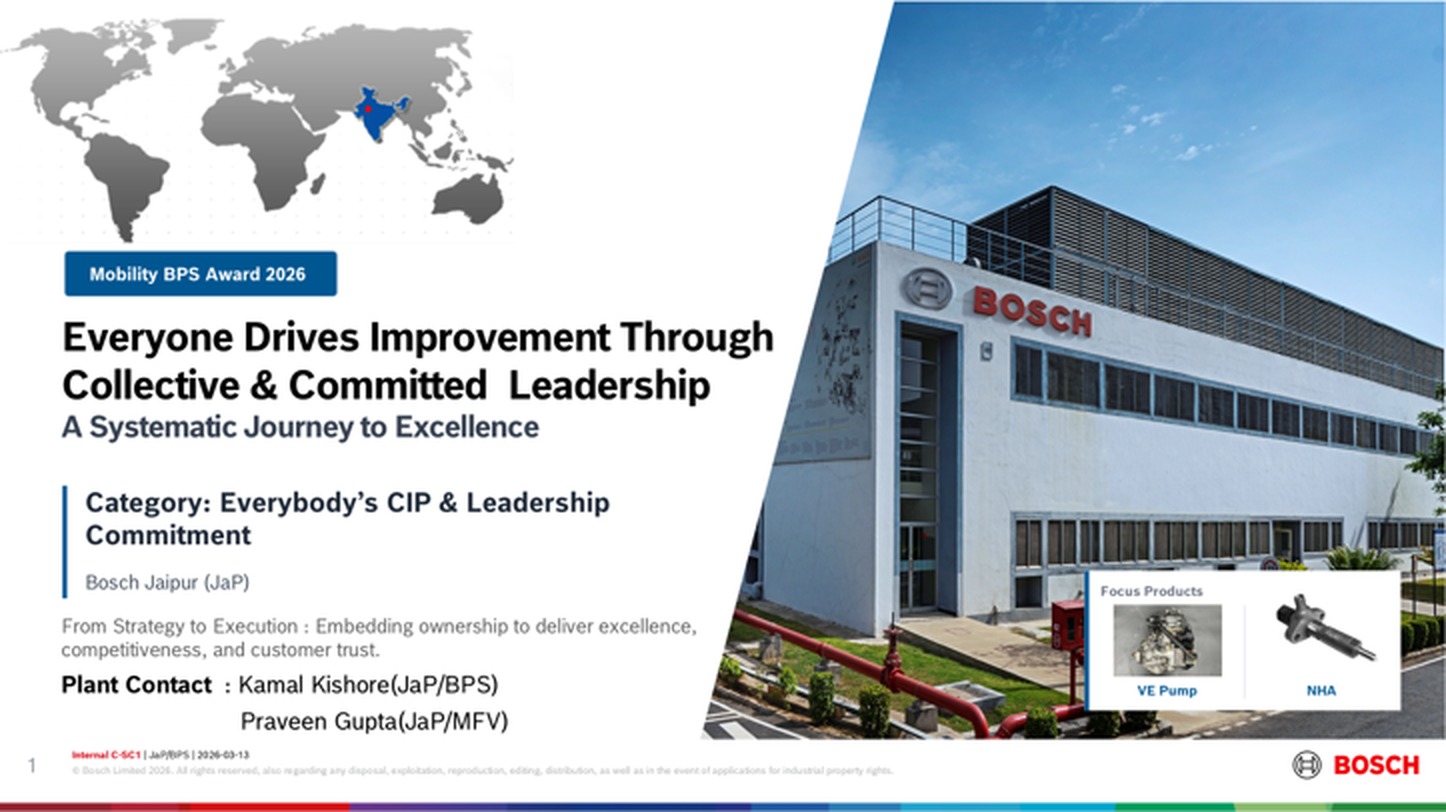 Mobility BPS Award 2026
Everyone Drives Improvement Through
Collective & Committed Leadership
A Systematic Journey to Excellence
Category: Everybody's CIP & Leadership
Commitment
Bosch Jaipur (JaP)
From Strategy to Execution : Embedding ownership to deliver excellence,
competitiveness, and customer trust.
Plant Contact : Kamal Kishore(JaP/BPS)
Praveen Gupta(JaP/MFV)
BOSCH
Focus Products
VE Pump
NHA
1
Internal C-SC1 | JaP/BPS | 2026-03-13
© Bosch Limited 2026. All rights reserved, also regarding any disposal, exploitation, reproduction, editing, distribution, as well as in the event of applications for industrial property rights.
BOSCH